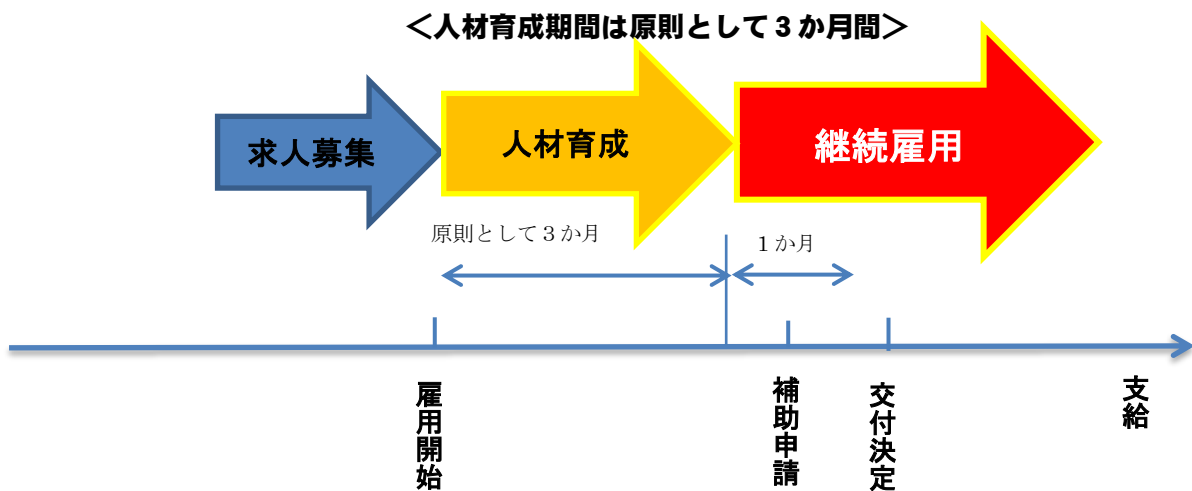 ＜人材育成期間は原則として３か月間＞
求人募集
人材育成
継続雇用
原則として３か月
１か月
雇用開始
補助申請
交付決定
支給